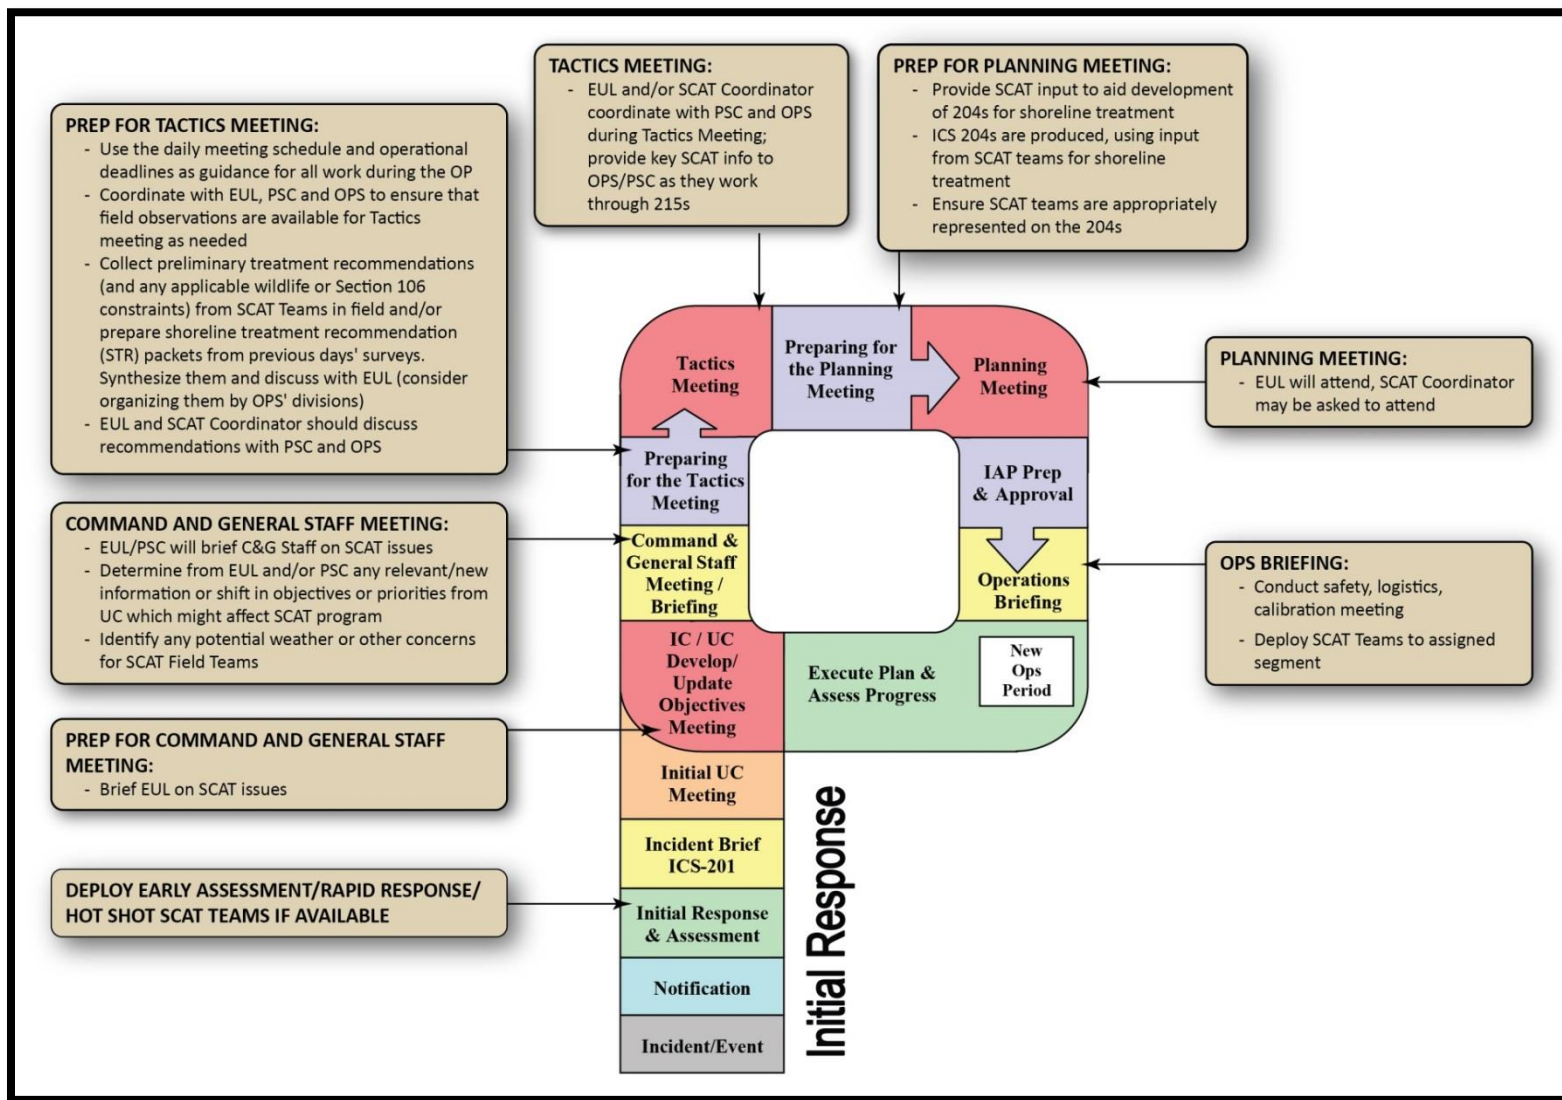 TACTICS MEETING:
- EUL and/or SCAT Coordinator
coordinate with PSC and OPS
during Tactics Meeting;
provide key SCAT info to
OPS/PSC as they work
through 215s
PREP FOR PLANNING MEETING:
- Provide SCAT input to aid development
of 204s for shoreline treatment
- ICS 204s are produced, using input
from SCAT teams for shoreline
treatment
- Ensure SCAT teams are appropriately
represented on the 204s
PREP FOR TACTICS MEETING:
- Use the daily meeting schedule and operational
deadlines as guidance for all work during the OP
- Coordinate with EUL, PSC and OPS to ensure that
field observations are available for Tactics
meeting as needed
- Collect preliminary treatment recommendations
(and any applicable wildlife or Section 106
constraints) from SCAT Teams in field and/or
prepare shoreline treatment recommendation
(STR) packets from previous days' surveys.
Synthesize them and discuss with EUL (consider
organizing them by OPS' divisions)
- EUL and SCAT Coordinator should discuss
recommendations with PSC and OPS
COMMAND AND GENERAL STAFF MEETING:
- EUL/PSC will brief C&G Staff on SCAT issues
- Determine from EUL and/or PSC any relevant/new
information or shift in objectives or priorities from
UC which might affect SCAT program
- Identify any potential weather or other concerns
for SCAT Field Teams
PREP FOR COMMAND AND GENERAL STAFF
MEETING:
- Brief EUL on SCAT issues
DEPLOY EARLY ASSESSMENT/RAPID RESPONSE/
HOT SHOT SCAT TEAMS IF AVAILABLE
Tactics
Meeting
Preparing for
the Planning
Meeting
Planning
Meeting
Preparing
for the Tactics
Meeting
IAP Prep
& Approval
Command &
General Staff
Meeting /
Briefing
Operations
Briefing
IC / UC
Develop/
Update
Objectives
Meeting
Execute Plan &
Assess Progress
New
Ops
Period
Initial UC
Meeting
Incident Brief
ICS-201
Initial Response
& Assessment
Notification
Incident/Event
Initial Response
PLANNING MEETING:
- EUL will attend, SCAT Coordinator
may be asked to attend
OPS BRIEFING:
- Conduct safety, logistics,
calibration meeting
- Deploy SCAT Teams to assigned
segment